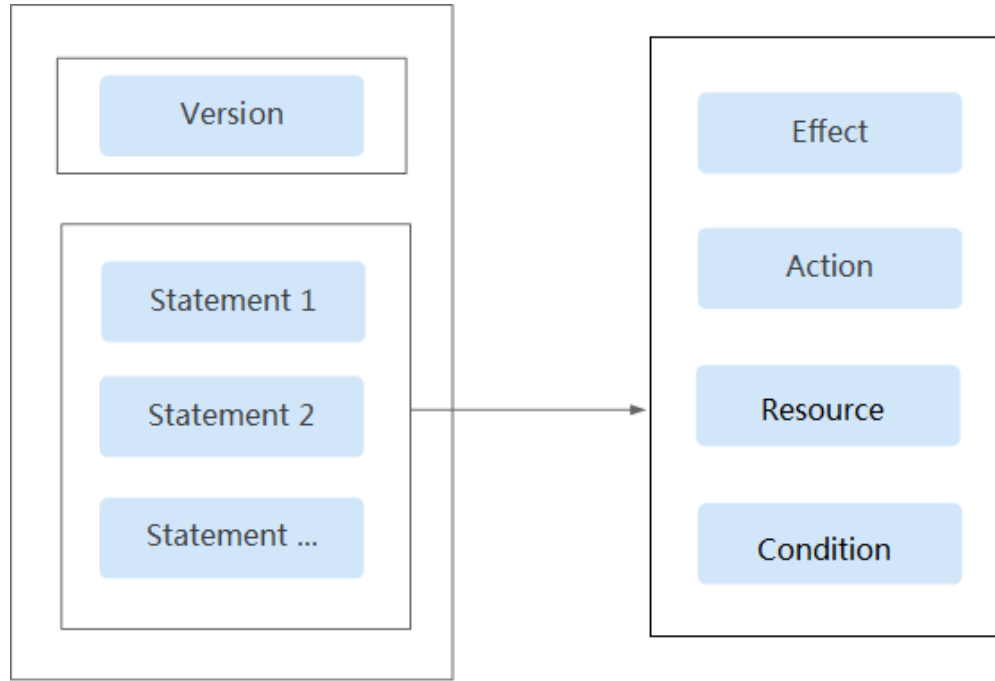 Version
Statement 1
Statement 2
Statement ...
Effect
Action
Resource
Condition